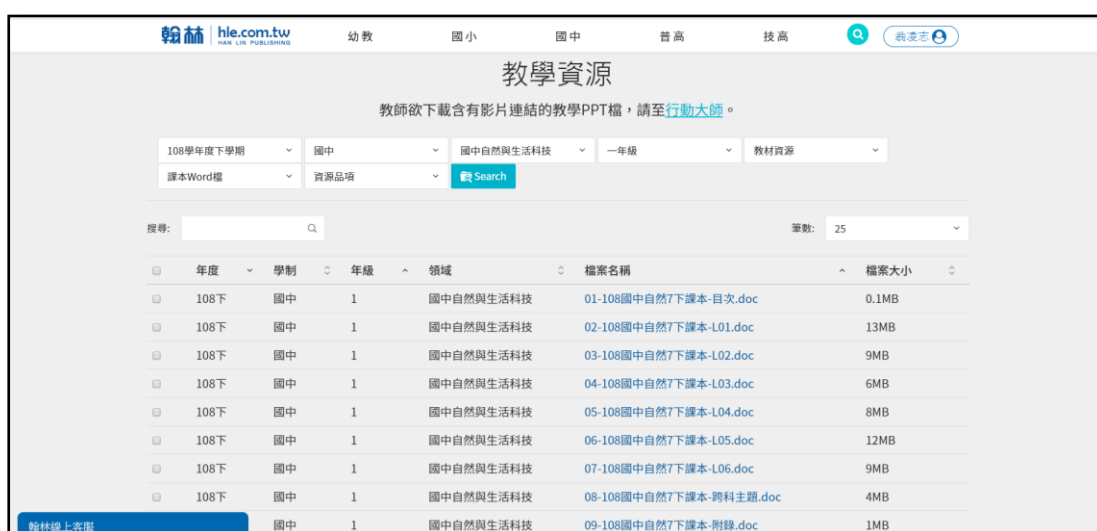 翰林 hle.com.tw HAN LIN PUBLISHING 幼教 國小 國中 普高 技高 翁凌志
教學資源
教師欲下載含有影片連結的教學PPT檔，請至行動大師。
108學年度下學期 國中 國中自然與生活科技 一年級 教材資源
課本Word檔 資源品項 Search
搜尋: 筆數: 25
年度 學制 年級 領域 檔案名稱 檔案大小
108下 國中 1 國中自然與生活科技 01-108國中自然7下課本-目次.doc 0.1MB
108下 國中 1 國中自然與生活科技 02-108國中自然7下課本-L01.doc 13MB
108下 國中 1 國中自然與生活科技 03-108國中自然7下課本-L02.doc 9MB
108下 國中 1 國中自然與生活科技 04-108國中自然7下課本-L03.doc 6MB
108下 國中 1 國中自然與生活科技 05-108國中自然7下課本-L04.doc 8MB
108下 國中 1 國中自然與生活科技 06-108國中自然7下課本-L05.doc 12MB
108下 國中 1 國中自然與生活科技 07-108國中自然7下課本-L06.doc 9MB
108下 國中 1 國中自然與生活科技 08-108國中自然7下課本-跨科主題.doc 4MB
翰林線上客服 國中 1 國中自然與生活科技 09-108國中自然7下課本-附錄.doc 1MB